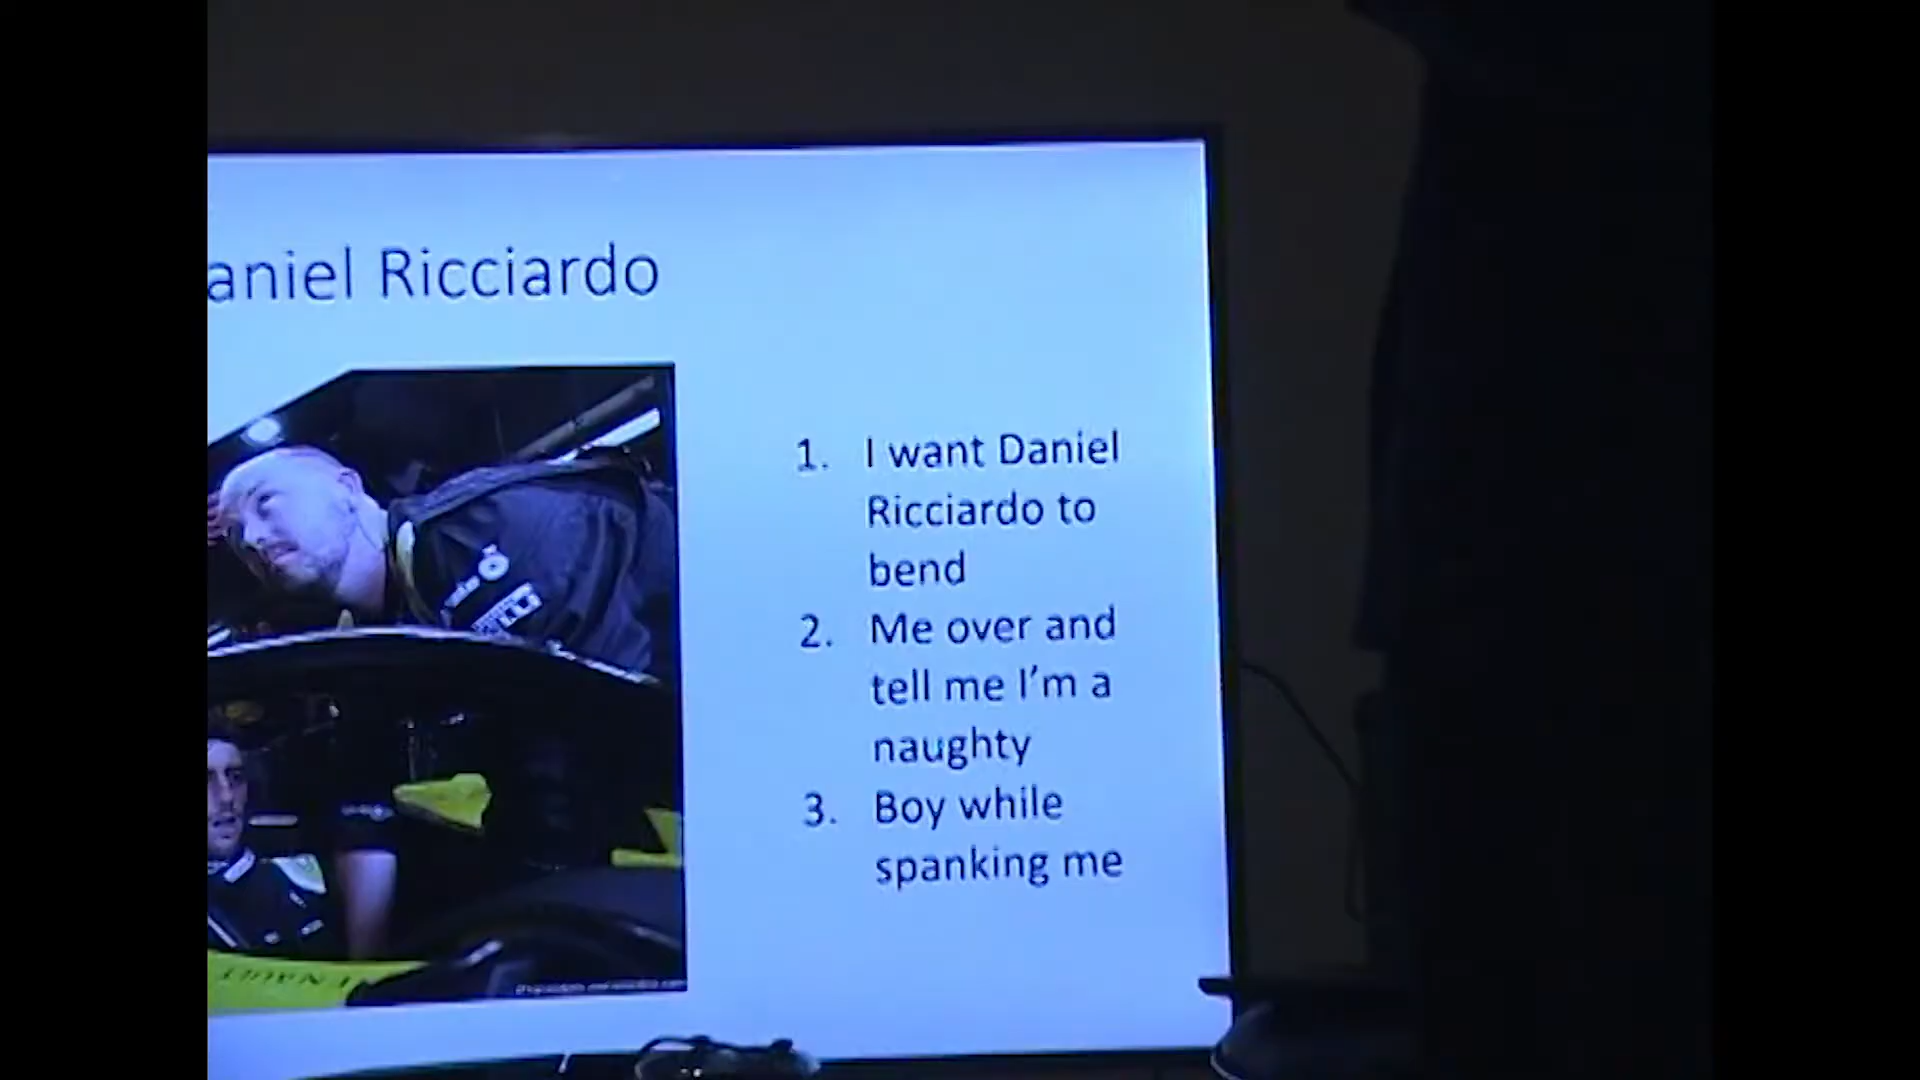 aniel Ricciardo
1. I want Daniel
Ricciardo to
bend
2. Me over and
tell me I'm a
naughty
3. Boy while
spanking me